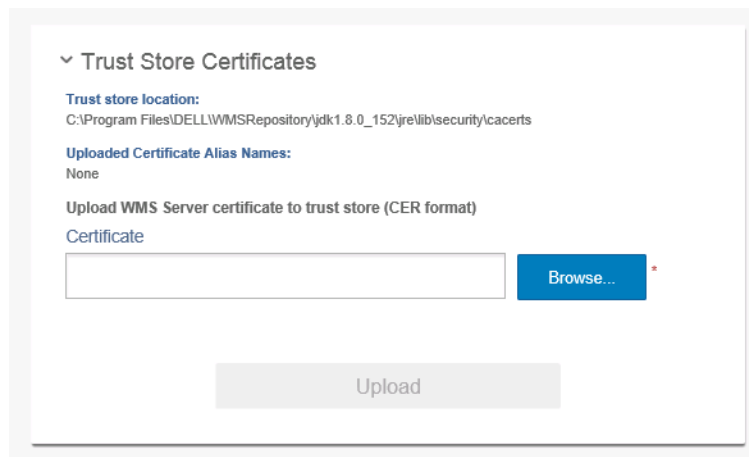 Trust Store Certificates
Trust store location:
C:\Program Files\DELL\WMSRepository\jdk1.8.0_152\jre\lib\security\cacerts
Uploaded Certificate Alias Names:
None
Upload WMS Server certificate to trust store (CER format)
Certificate
Browse... *
Upload